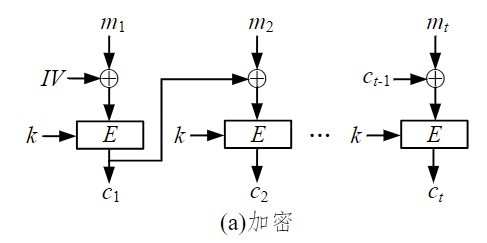 m1 m2 mt
IV ct-1
k E k E ... k E
c1 c2 ct
(a)加密